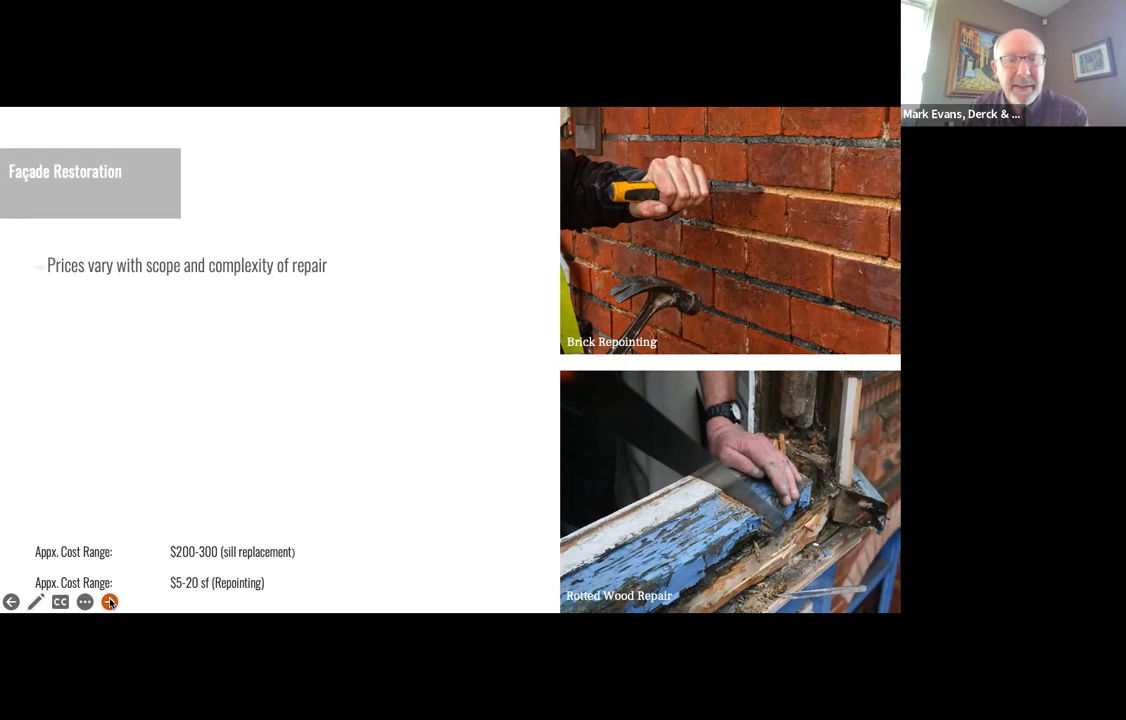 Mark Evans, Derck & ...
Façade Restoration
Prices vary with scope and complexity of repair
Brick Repointing
Appx. Cost Range: $200-300 (sill replacement)
Appx. Cost Range: $5-20 sf (Repointing)
Rotted Wood Repair
CC